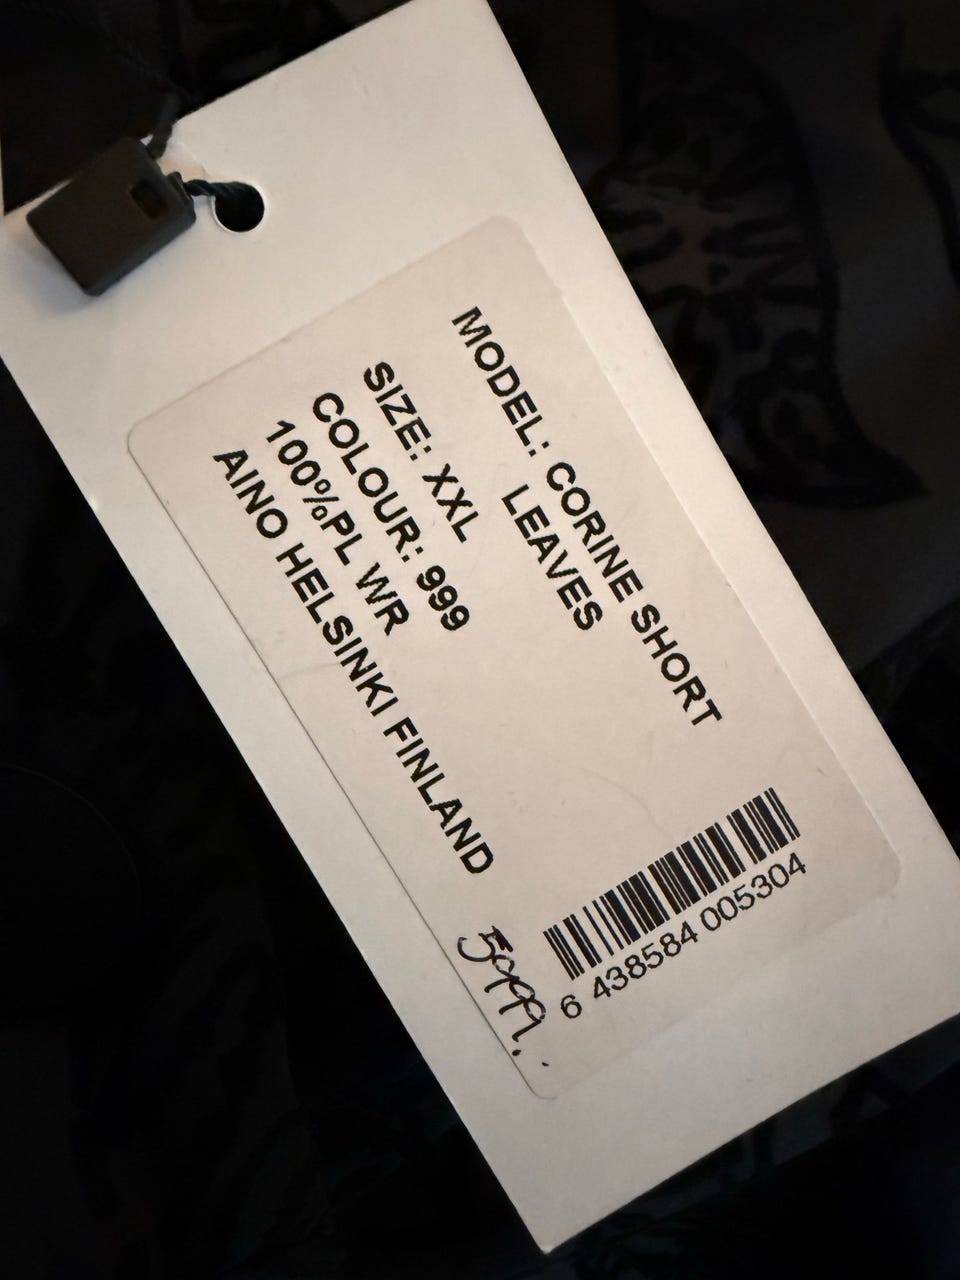 MODEL: CORINE SHORT
LEAVES
SIZE: XXL
COLOUR: 999
100%PL WR
AINO HELSINKI FINLAND
6 438584 005304